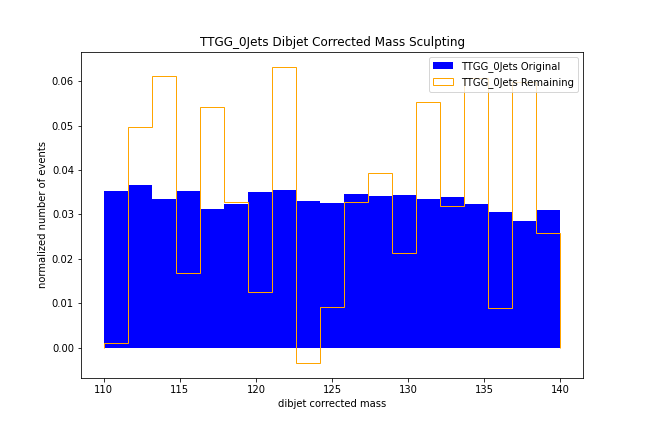 TTGG_0Jets Dibjet Corrected Mass Sculpting
TTGG_0Jets Original
TTGG_0Jets Remaining
normalized number of events
0.06
0.05
0.04
0.03
0.02
0.01
0.00
110 115 120 125 130 135 140
dibjet corrected mass